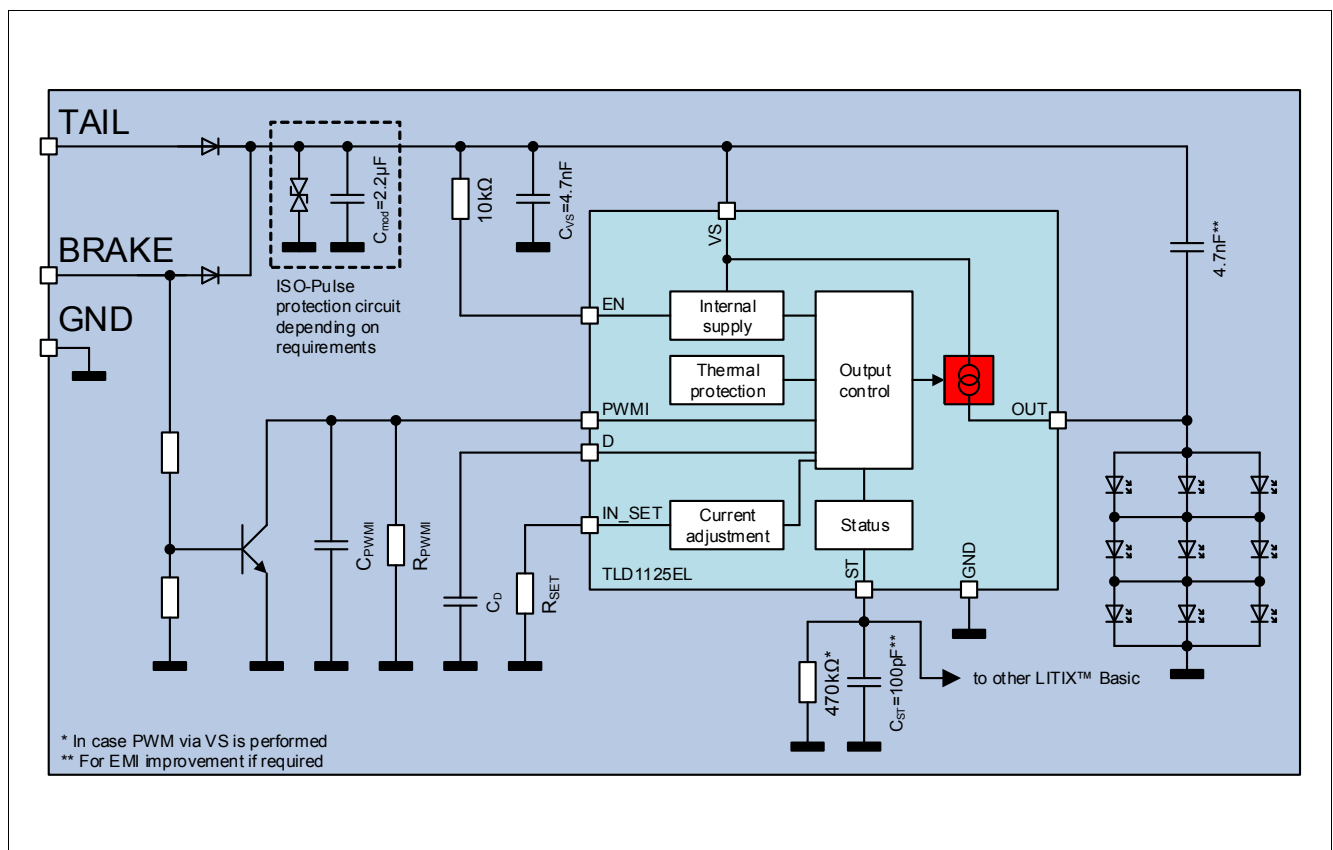 TAIL
BRAKE
GND
ISO-Pulse
protection circuit
depending on
requirements
Cmod=2.2µF
10kΩ
CVS=4.7nF
4.7nF**
VS
EN
Internal
supply
Thermal
protection
Output
control
OUT
PWMI
D
IN_SET
Current
adjustment
Status
ST
GND
TLD1125EL
CPWMI
RPWMI
CD
RSET
470kΩ*
CST=100pF**
to other LITIX™ Basic
* In case PWM via VS is performed
** For EMI improvement if required